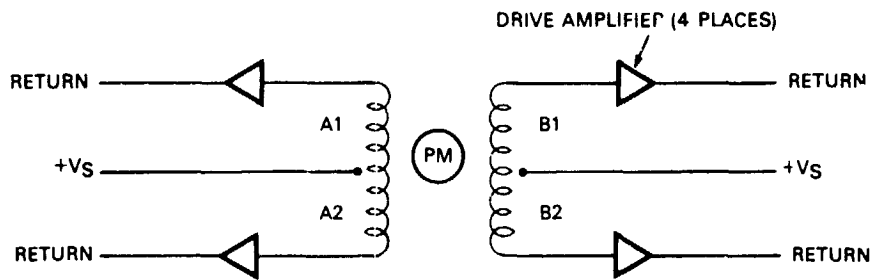 DRIVE AMPLIFIER (4 PLACES)
RETURN
RETURN
A1
B1
PM
+VS
+VS
A2
B2
RETURN
RETURN